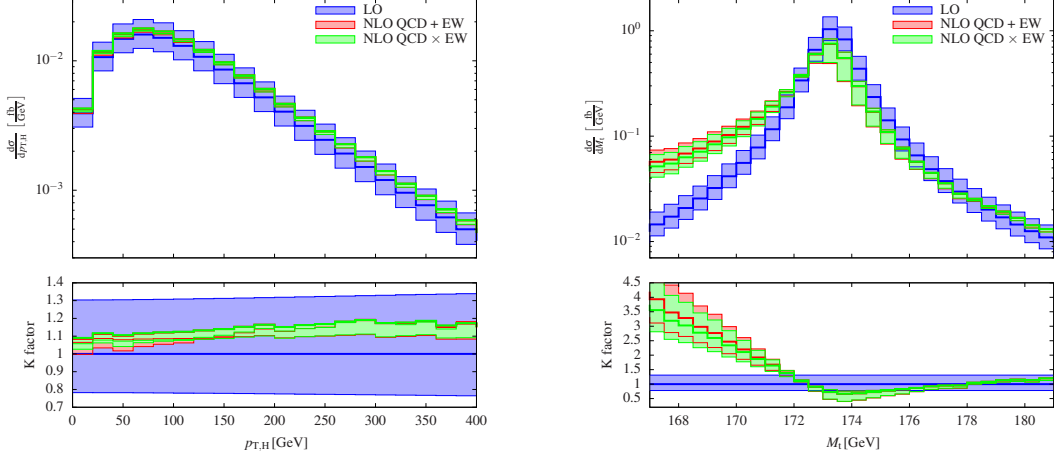 LO
NLO QCD + EW
NLO QCD × EW
10⁻²
10⁻³
dσ/dp_T,H [fb/GeV]
1.4
1.3
1.2
1.1
1
0.9
0.8
0.7
K factor
0 50 100 150 200 250 300 350 400
p_T,H [GeV]
LO
NLO QCD + EW
NLO QCD × EW
10⁰
10⁻¹
10⁻²
dσ/dM_t [fb/GeV]
4.5
4
3.5
3
2.5
2
1.5
1
0.5
K factor
168 170 172 174 176 178 180
M_t [GeV]